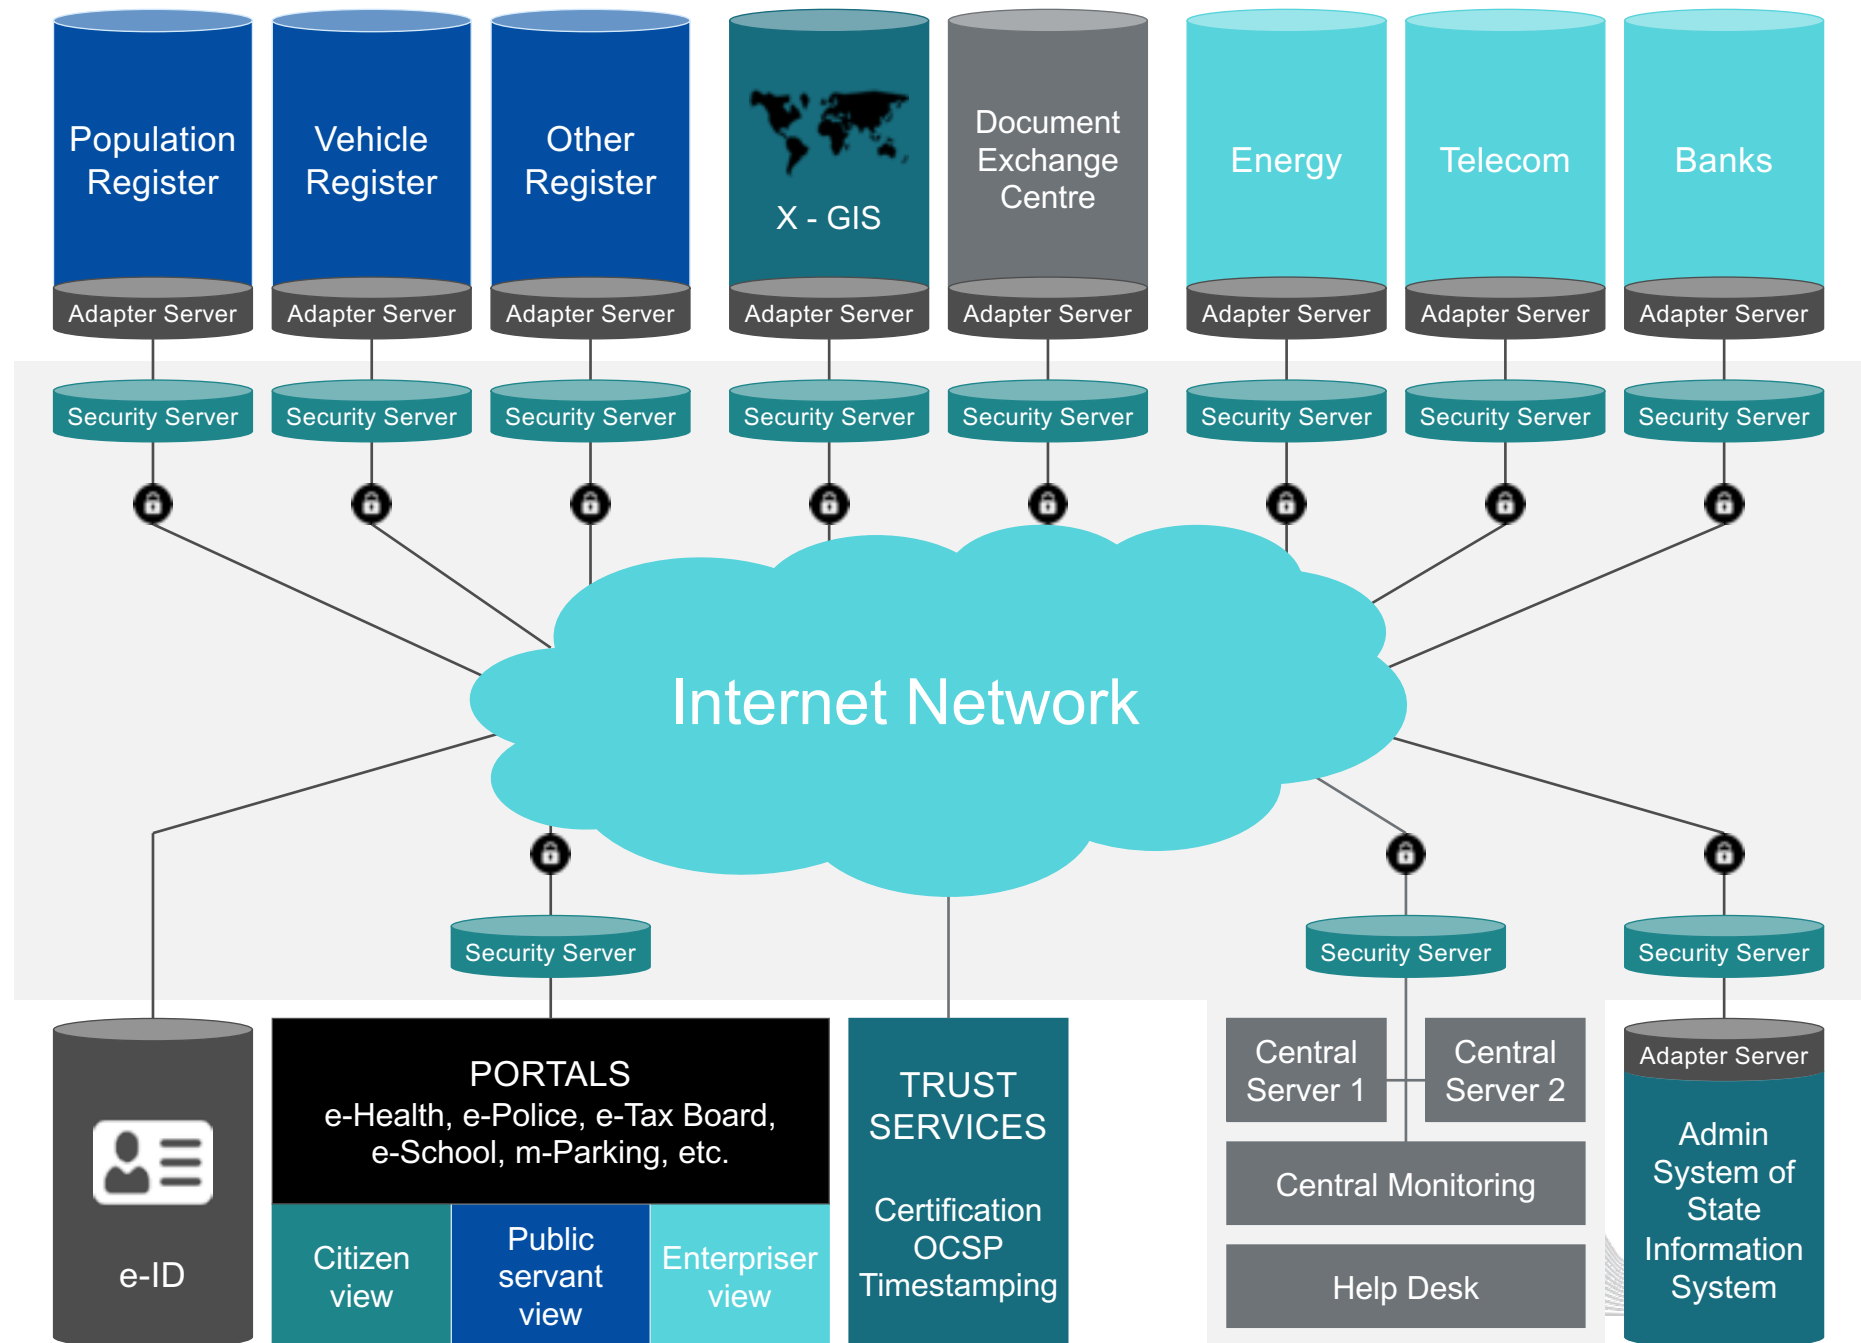 Population
Register
Vehicle
Register
Other
Register
X - GIS
Document
Exchange
Centre
Energy
Telecom
Banks
Adapter Server
Adapter Server
Adapter Server
Adapter Server
Adapter Server
Adapter Server
Adapter Server
Adapter Server
Security Server
Security Server
Security Server
Security Server
Security Server
Security Server
Security Server
Security Server
Internet Network
Security Server
Security Server
Security Server
e-ID
PORTALS
e-Health, e-Police, e-Tax Board,
e-School, m-Parking, etc.
Citizen
view
Public
servant
view
Enterpriser
view
TRUST
SERVICES
Certification
OCSP
Timestamping
Central
Server 1
Central
Server 2
Central Monitoring
Help Desk
Adapter Server
Admin
System of
State
Information
System